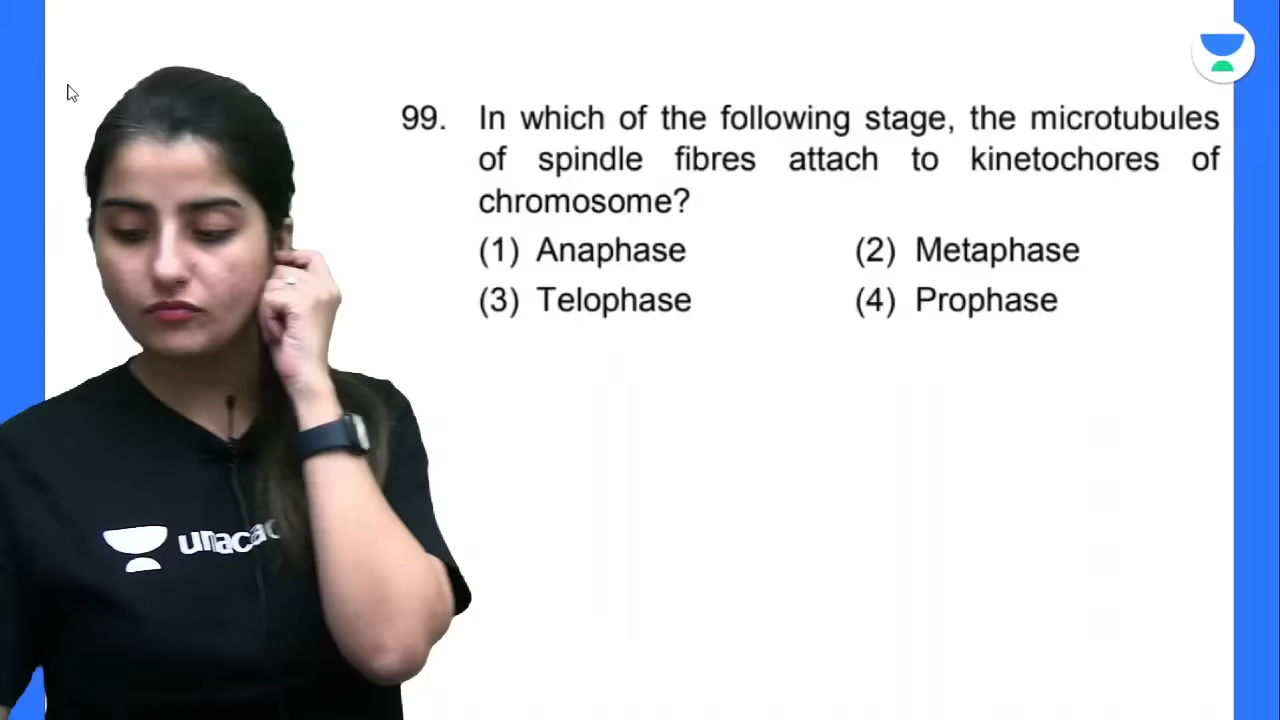 99. In which of the following stage, the microtubules
of spindle fibres attach to kinetochores of
chromosome?
(1) Anaphase (2) Metaphase
(3) Telophase (4) Prophase
unacad